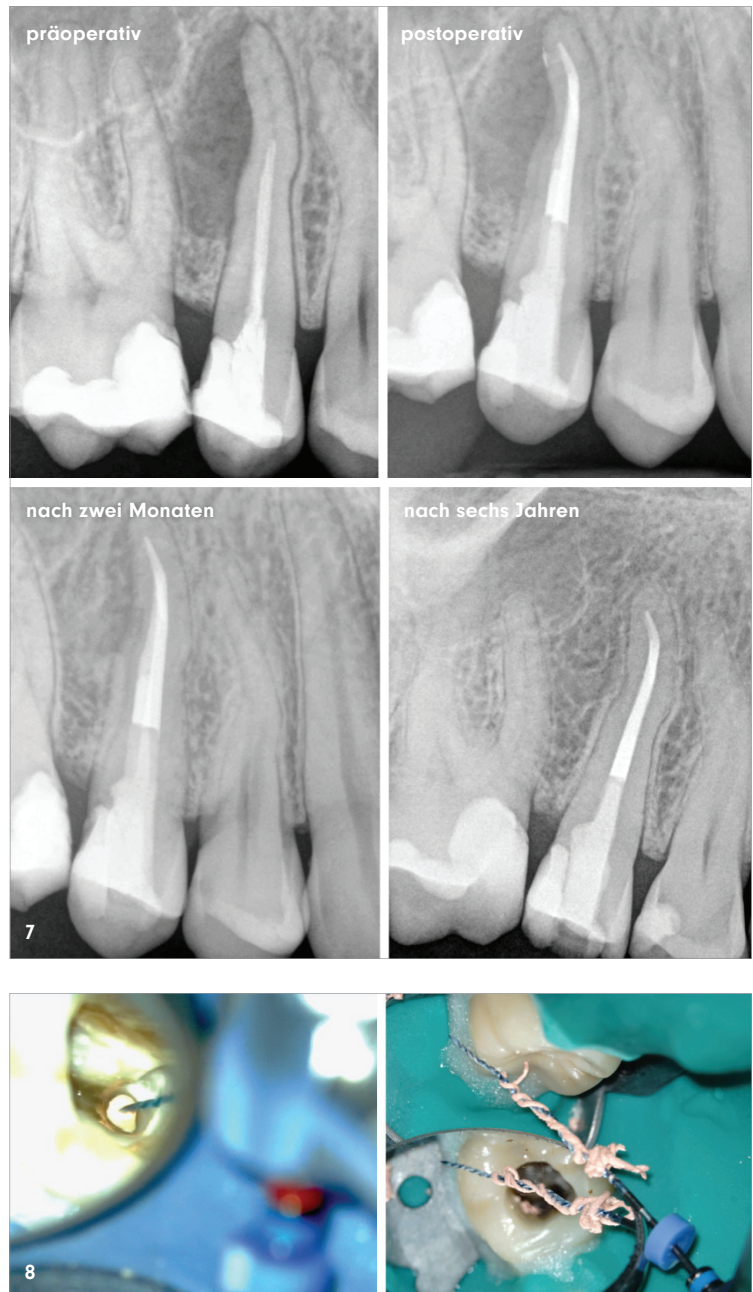 präoperativ
postoperativ
nach zwei Monaten
nach sechs Jahren
7
8